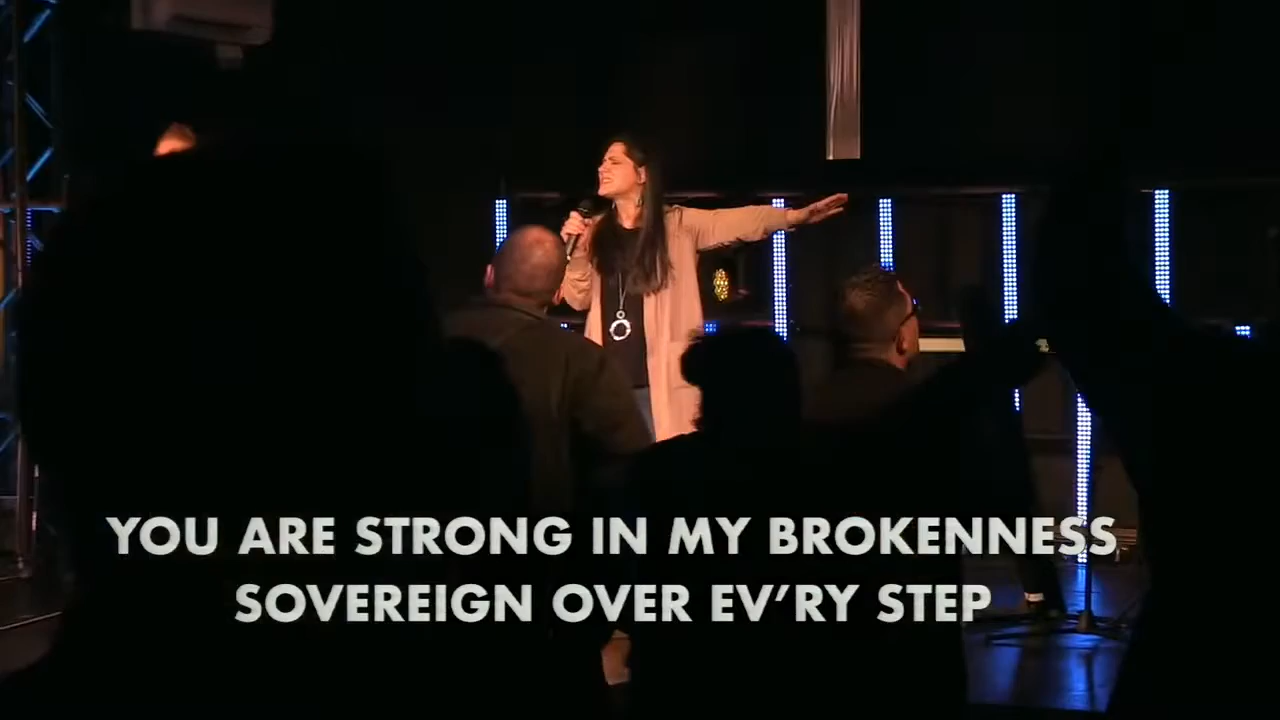 YOU ARE STRONG IN MY BROKENNESS
SOVEREIGN OVER EV’RY STEP